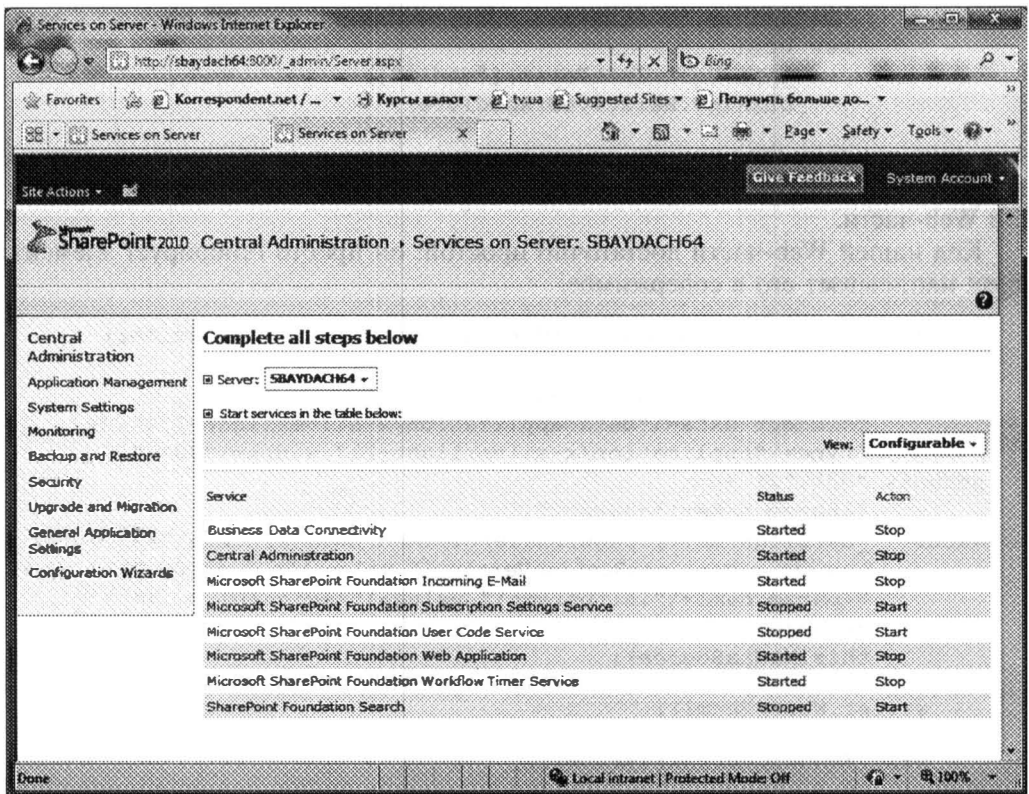 Services on Server - Windows Internet Explorer
http://sbaydach64:8000/_admin/Server.aspx
Bing
Favorites Korrespondent.net / ... Курсы валют tv.ua Suggested Sites Получить больше до...
Services on Server Services on Server Page Safety Tools
Site Actions Give Feedback System Account
Microsoft SharePoint 2010 Central Administration Services on Server: SBAYDACH64
Central Administration
Application Management
System Settings
Monitoring
Backup and Restore
Security
Upgrade and Migration
General Application Settings
Configuration Wizards
Complete all steps below
Server: SBAYDACH64
Start services in the table below:
View: Configurable
Service Status Action
Business Data Connectivity Started Stop
Central Administration Started Stop
Microsoft SharePoint Foundation Incoming E-Mail Started Stop
Microsoft SharePoint Foundation Subscription Settings Service Stopped Start
Microsoft SharePoint Foundation User Code Service Stopped Start
Microsoft SharePoint Foundation Web Application Started Stop
Microsoft SharePoint Foundation Workflow Timer Service Started Stop
SharePoint Foundation Search Stopped Start
Done Local intranet | Protected Mode: Off 100%